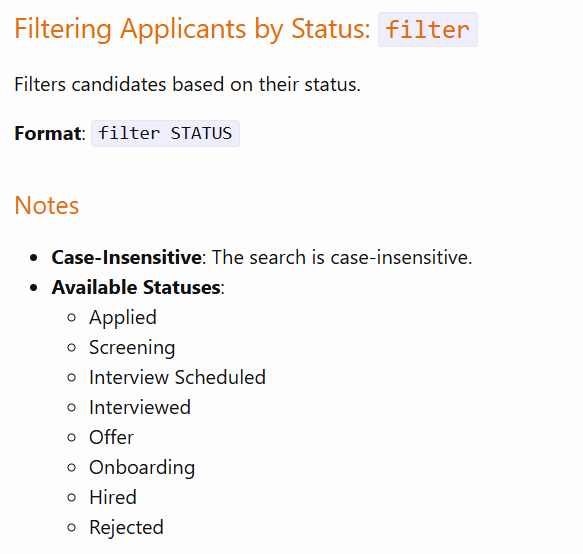 Filtering Applicants by Status: filter
Filters candidates based on their status.
Format: filter STATUS
Notes
Case-Insensitive: The search is case-insensitive.
Available Statuses:
Applied
Screening
Interview Scheduled
Interviewed
Offer
Onboarding
Hired
Rejected